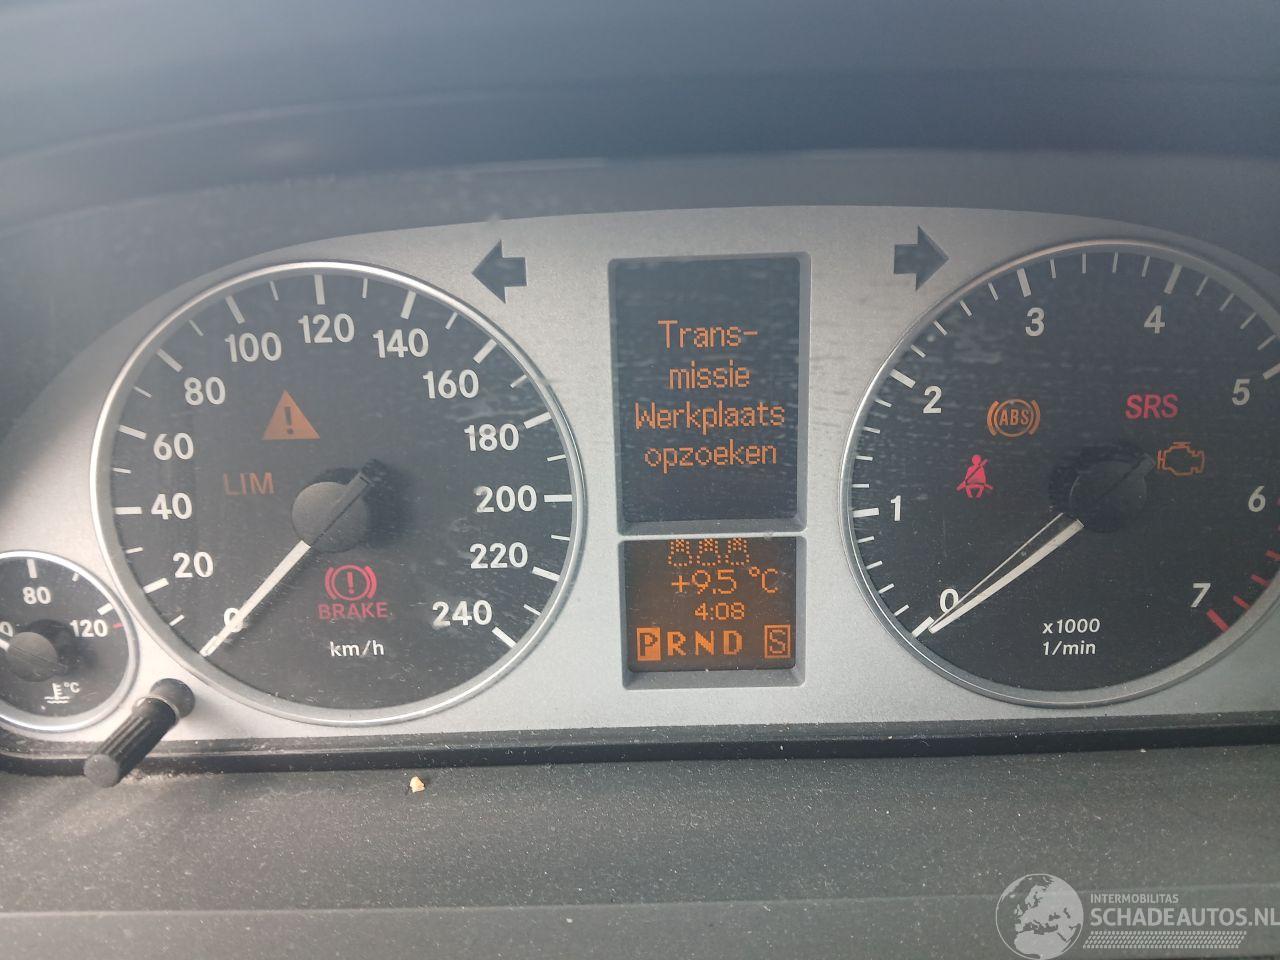 Trans-
missie
Werkplaats
opzoeken
+9.5 °C
4:08
P R N D S
0
20
40
60
80
100
120
140
160
180
200
220
240
km/h
LIM
BRAKE
80
120
°C
0
1
2
3
4
5
6
7
x1000
1/min
ABS
SRS
INTERMOBILITAS
SCHADEAUTOS.NL